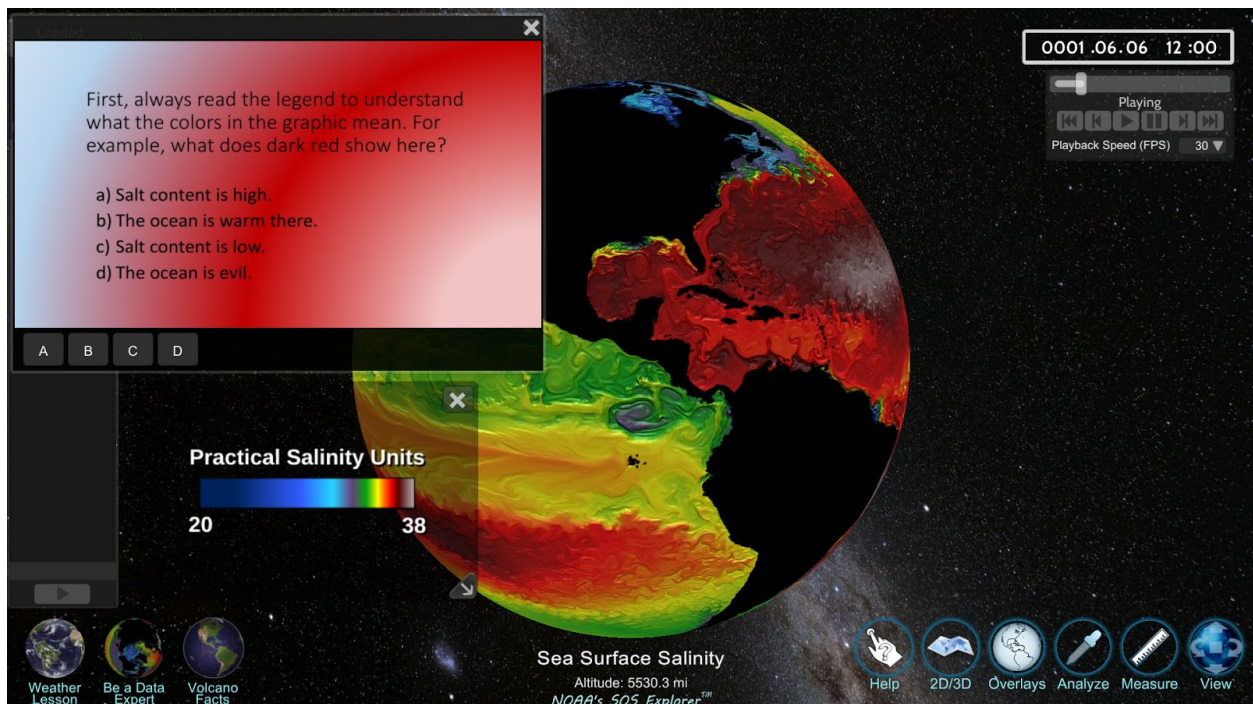 Loaded
First, always read the legend to understand
what the colors in the graphic mean. For
example, what does dark red show here?
a) Salt content is high.
b) The ocean is warm there.
c) Salt content is low.
d) The ocean is evil.
A B C D
0001 .06.06 12 :00
Playing
Playback Speed (FPS) 30
Practical Salinity Units
20 38
Weather
Lesson
Be a Data
Expert
Volcano
Facts
Sea Surface Salinity
Altitude: 5530.3 mi
NOAA's SOS Explorer™
Help 2D/3D Overlays Analyze Measure View